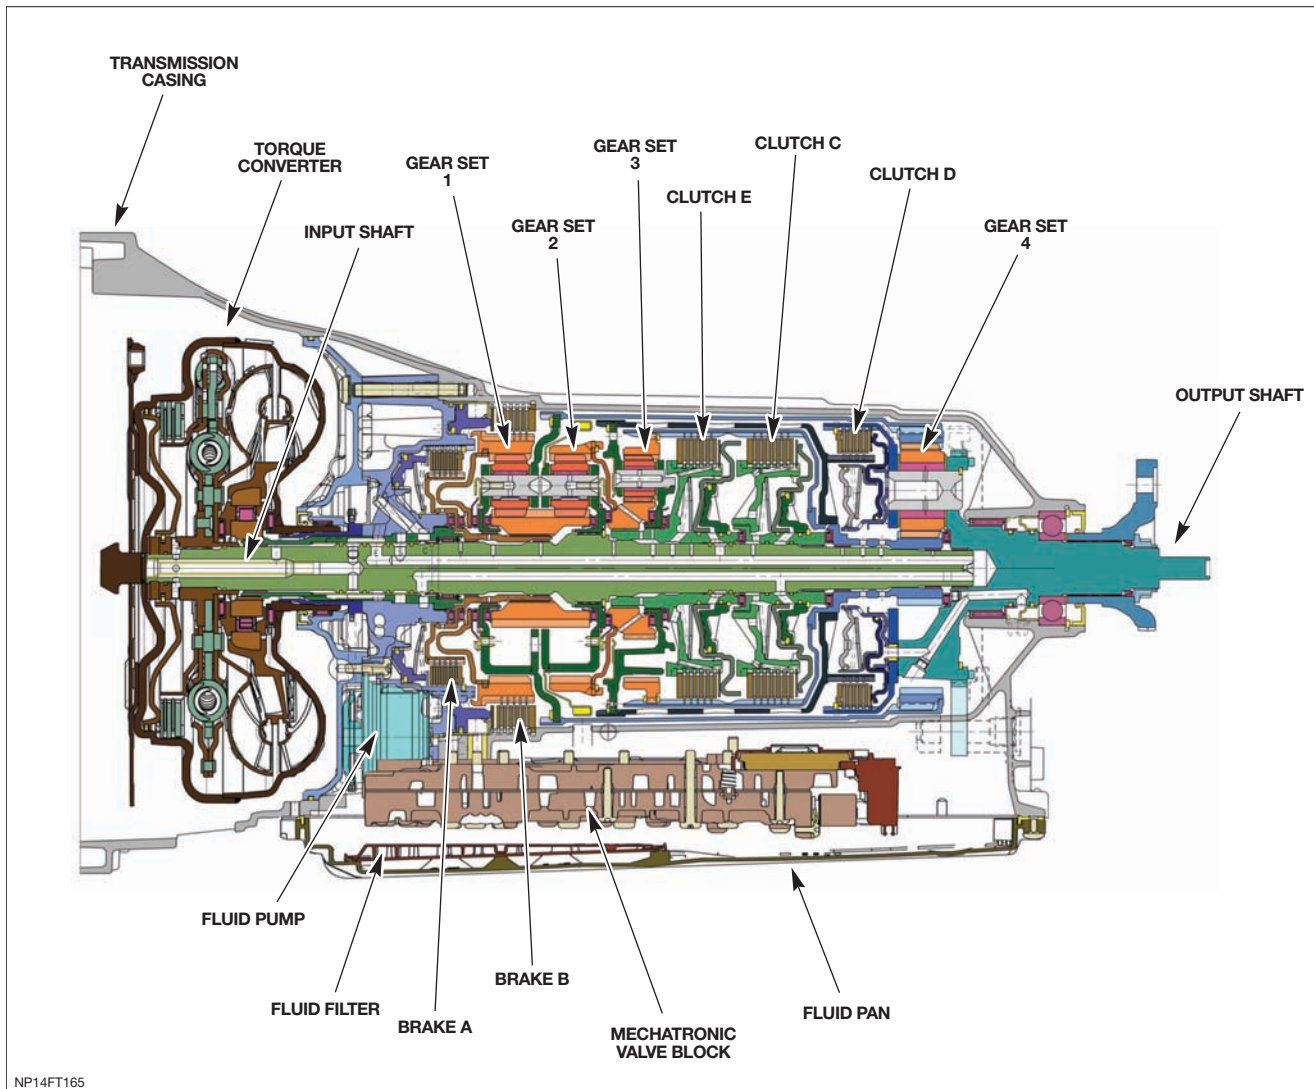 TRANSMISSION
CASING
TORQUE
CONVERTER
INPUT SHAFT
GEAR SET
1
GEAR SET
2
GEAR SET
3
CLUTCH E
CLUTCH C
CLUTCH D
GEAR SET
4
OUTPUT SHAFT
FLUID PUMP
FLUID FILTER
BRAKE A
BRAKE B
MECHATRONIC
VALVE BLOCK
FLUID PAN
NP14FT165